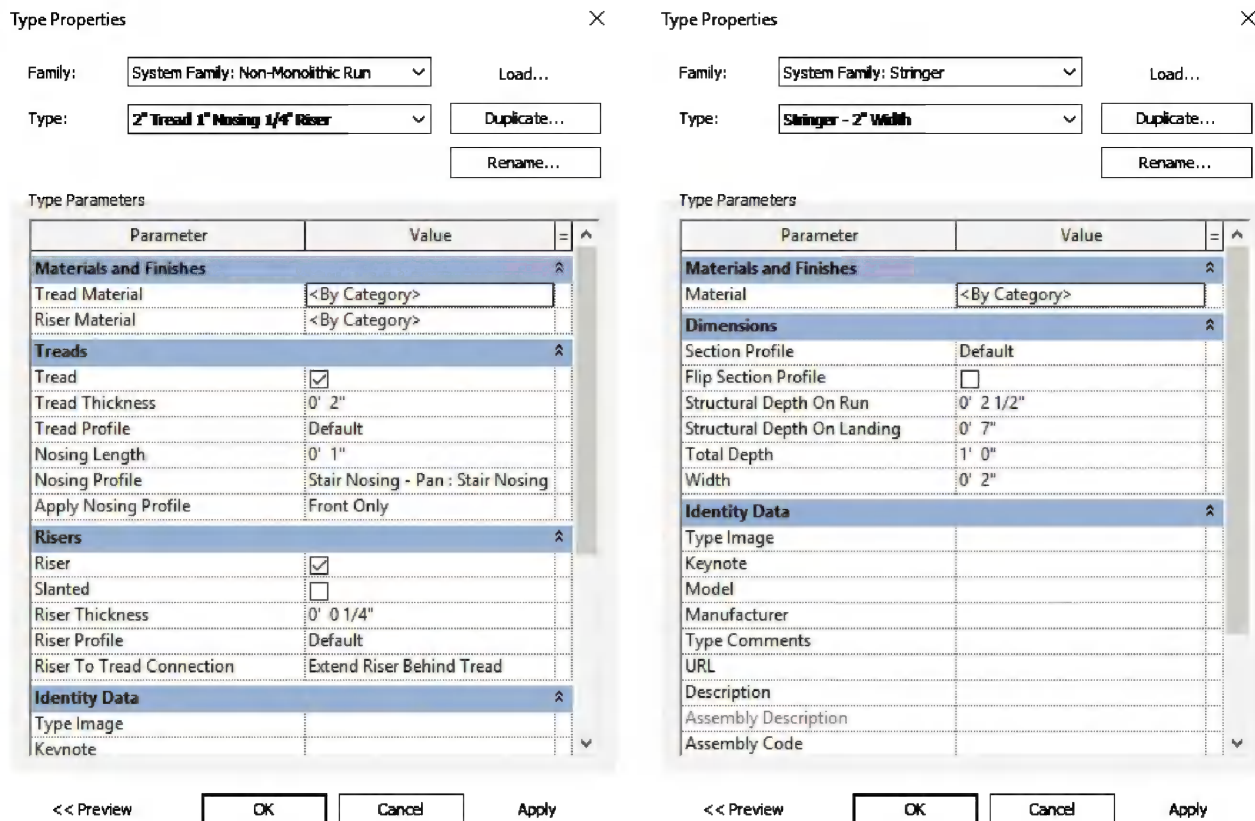 Type Properties
Family: System Family: Non-Monolithic Run Load...
Type: 2" Tread 1" Nosing 1/4" Riser Duplicate...
Rename...
Type Parameters
Parameter Value =
Materials and Finishes
Tread Material <By Category>
Riser Material <By Category>
Treads
Tread
Tread Thickness 0' 2"
Tread Profile Default
Nosing Length 0' 1"
Nosing Profile Stair Nosing - Pan : Stair Nosing
Apply Nosing Profile Front Only
Risers
Riser
Slanted
Riser Thickness 0' 0 1/4"
Riser Profile Default
Riser To Tread Connection Extend Riser Behind Tread
Identity Data
Type Image
Keynote
<< Preview OK Cancel Apply
Type Properties
Family: System Family: Stringer Load...
Type: Stringer - 2" Width Duplicate...
Rename...
Type Parameters
Parameter Value =
Materials and Finishes
Material <By Category>
Dimensions
Section Profile Default
Flip Section Profile
Structural Depth On Run 0' 2 1/2"
Structural Depth On Landing 0' 7"
Total Depth 1' 0"
Width 0' 2"
Identity Data
Type Image
Keynote
Model
Manufacturer
Type Comments
URL
Description
Assembly Description
Assembly Code
<< Preview OK Cancel Apply